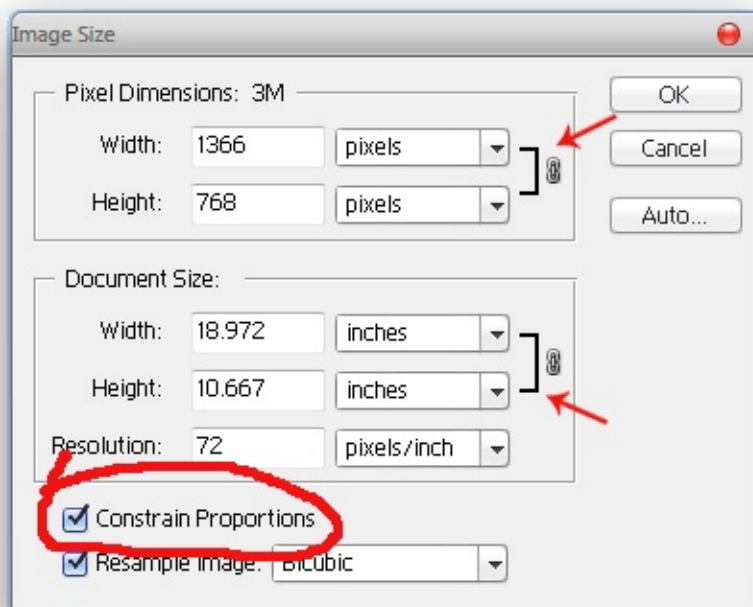 Image Size
Pixel Dimensions: 3M
OK
Width: 1366 pixels
Cancel
Height: 768 pixels
Auto...
Document Size:
Width: 18.972 inches
Height: 10.667 inches
Resolution: 72 pixels/inch
Constrain Proportions
Resample Image: Bicubic